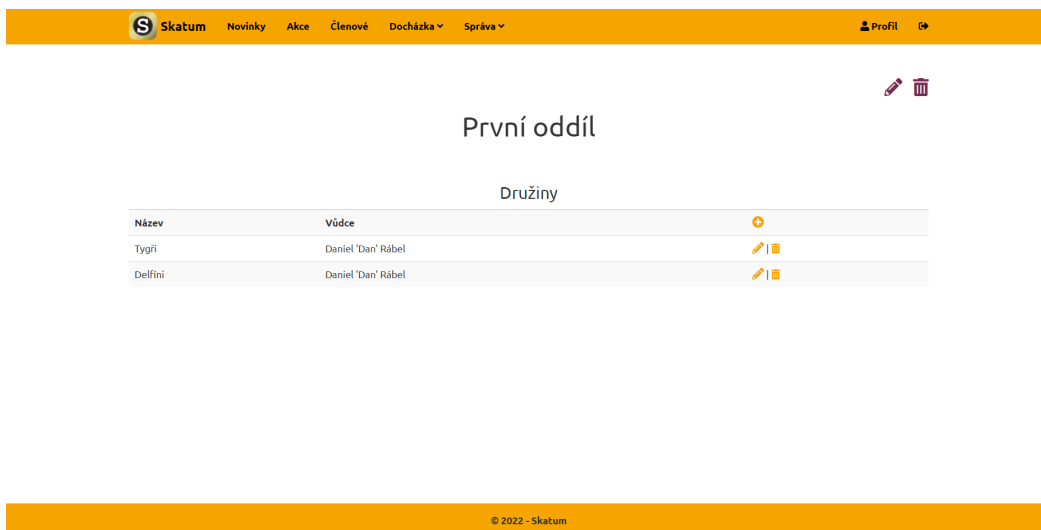 S Skatum Novinky Akce Členové Docházka Správa Profil
První oddíl
Družiny
Název Vůdce
Tygři Daniel 'Dan' Rábel
|
Delfíni Daniel 'Dan' Rábel
|
© 2022 - Skatum